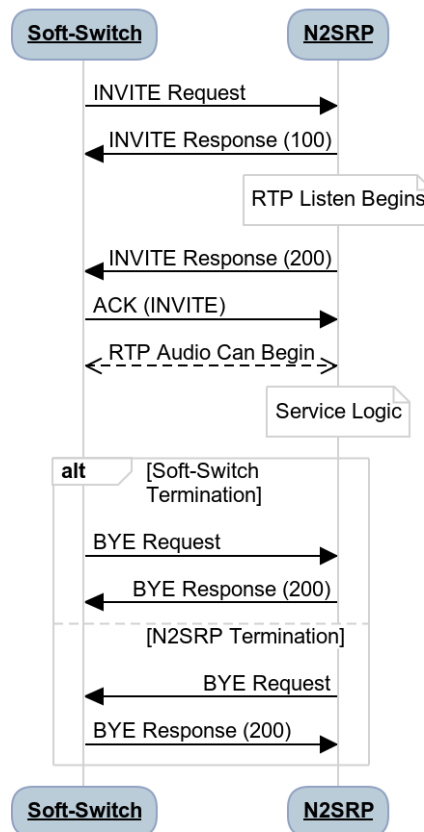 Soft-Switch
N2SRP
INVITE Request
INVITE Response (100)
RTP Listen Begins
INVITE Response (200)
ACK (INVITE)
RTP Audio Can Begin
Service Logic
alt
[Soft-Switch
Termination]
BYE Request
BYE Response (200)
[N2SRP Termination]
BYE Request
BYE Response (200)
Soft-Switch
N2SRP